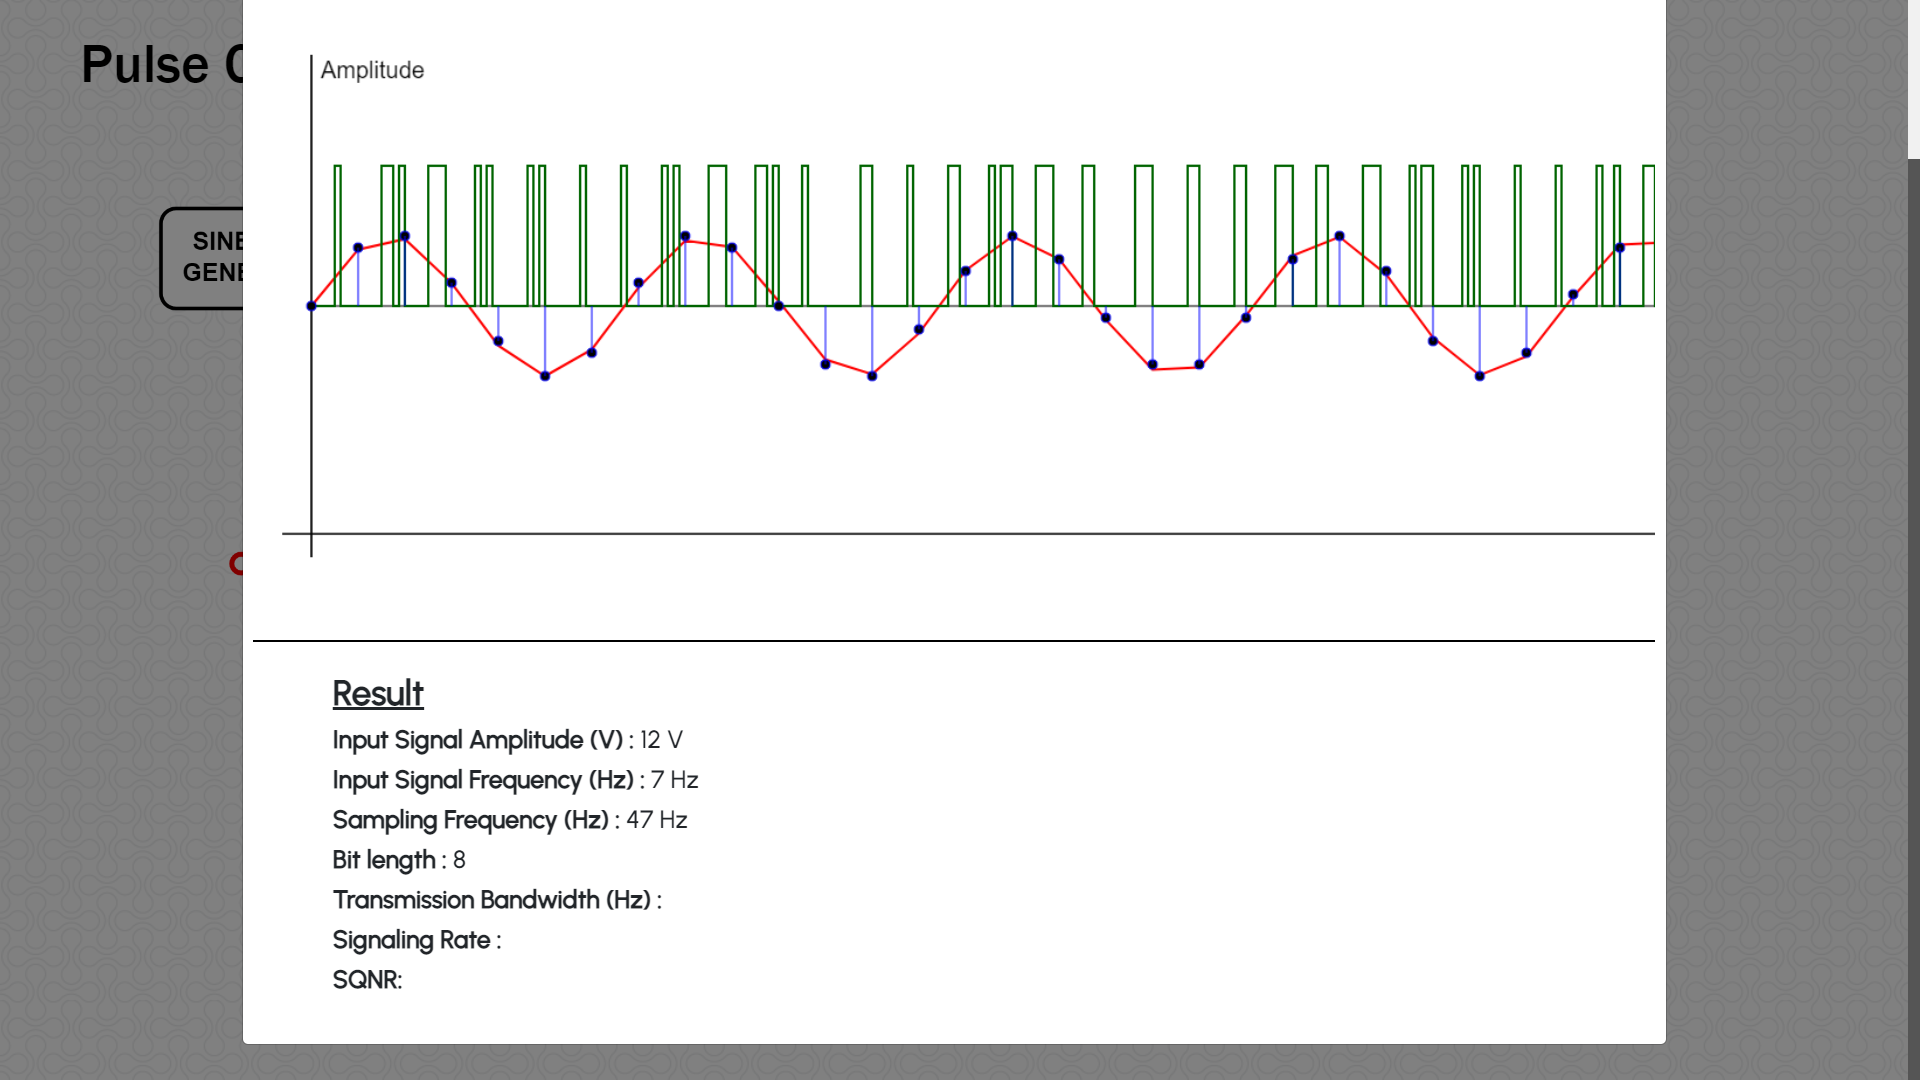 Pulse
Amplitude
SINE
GENE
Result
Input Signal Amplitude (V) : 12 V
Input Signal Frequency (Hz) : 7 Hz
Sampling Frequency (Hz) : 47 Hz
Bit length : 8
Transmission Bandwidth (Hz) :
Signaling Rate :
SQNR: